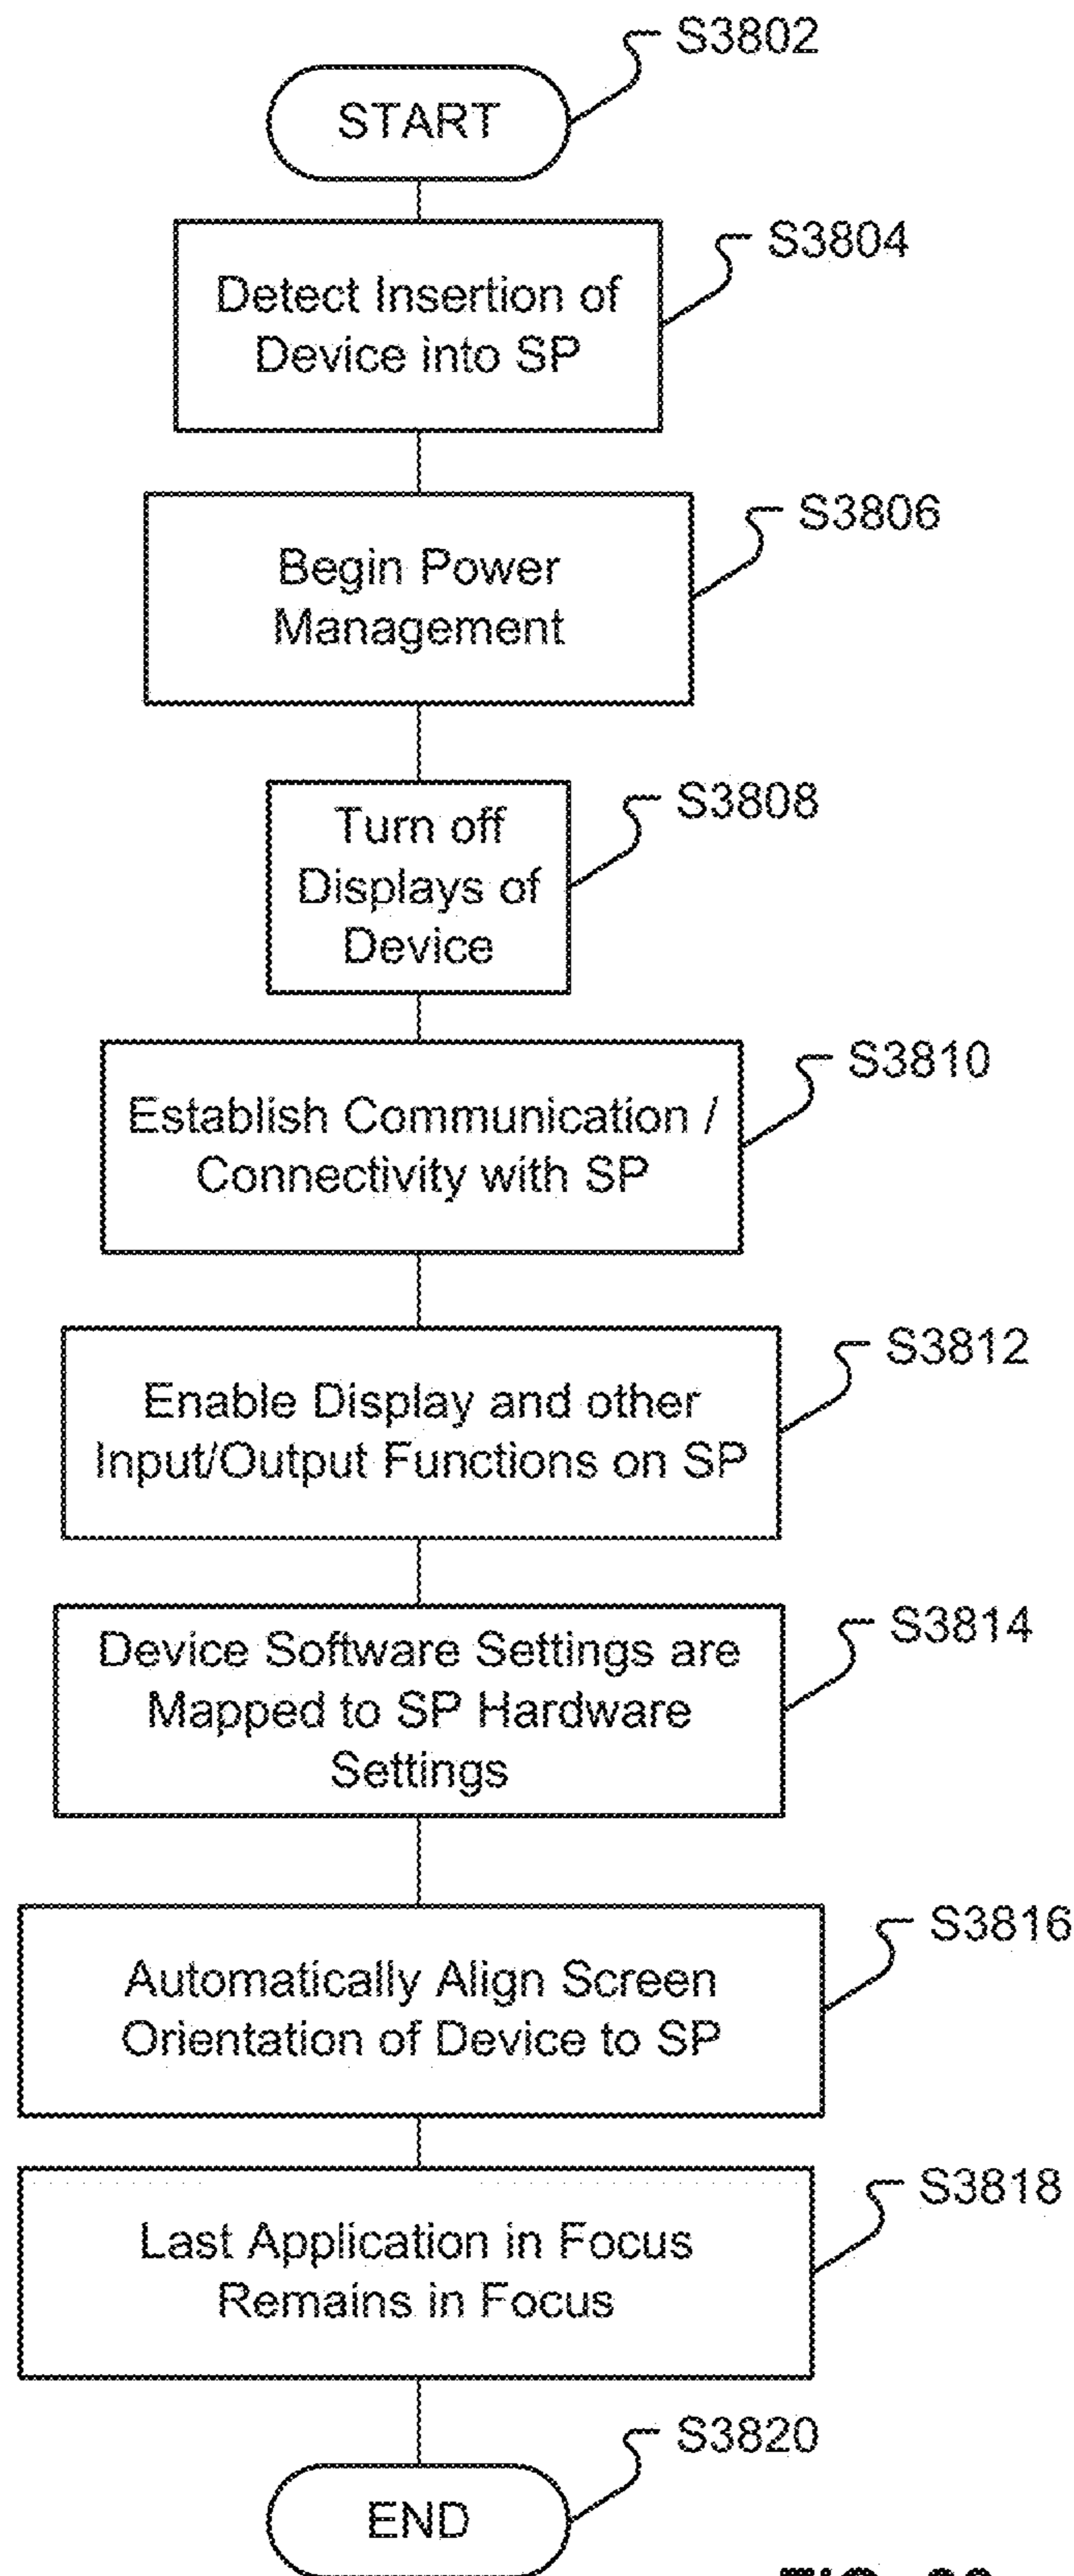 S3802
START
S3804
Detect Insertion of
Device into SP
S3806
Begin Power
Management
S3808
Turn off
Displays of
Device
S3810
Establish Communication /
Connectivity with SP
S3812
Enable Display and other
Input/Output Functions on SP
S3814
Device Software Settings are
Mapped to SP Hardware
Settings
S3816
Automatically Align Screen
Orientation of Device to SP
S3818
Last Application in Focus
Remains in Focus
S3820
END